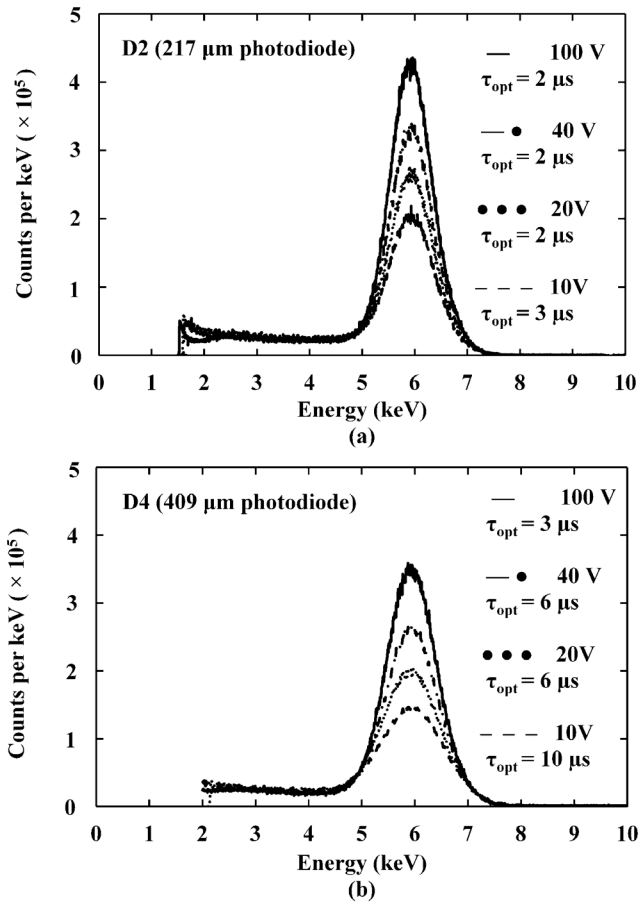 5
D2 (217 μm photodiode)
100 V
τopt = 2 μs
4
40 V
τopt = 2 μs
3
20V
τopt = 2 μs
2
10V
τopt = 3 μs
1
0
Counts per keV ( × 10⁵)
0 1 2 3 4 5 6 7 8 9 10
Energy (keV)
(a)
5
D4 (409 μm photodiode)
100 V
τopt = 3 μs
4
40 V
τopt = 6 μs
3
20V
τopt = 6 μs
2
10V
τopt = 10 μs
1
0
Counts per keV ( × 10⁵)
0 1 2 3 4 5 6 7 8 9 10
Energy (keV)
(b)